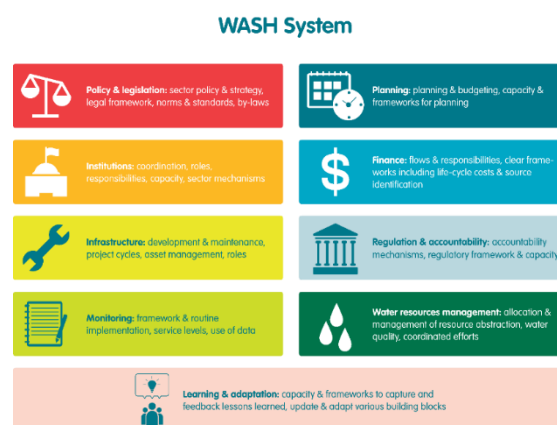 WASH System
Policy & legislation: sector policy & strategy,
legal framework, norms & standards, by-laws
Planning: planning & budgeting, capacity &
frameworks for planning
Institutions: coordination, roles,
responsibilities, capacity, sector mechanisms
Finance: flows & responsibilities, clear frame-
works including life-cycle costs & source
identification
Infrastructure: development & maintenance,
project cycles, asset management, roles
Regulation & accountability: accountability
mechanisms, regulatory framework & capacity
Monitoring: framework & routine
implementation, service levels, use of data
Water resources management: allocation &
management of resource abstraction, water
quality, coordinated efforts
Learning & adaptation: capacity & frameworks to capture and
feedback lessons learned, update & adapt various building blocks